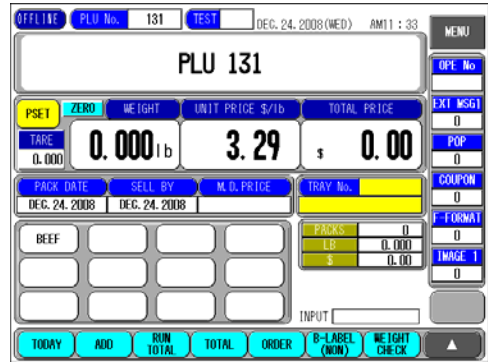 OFFLINE PLU No. 131 TEST DEC. 24. 2008(WED) AM11:33 MENU
PLU 131
OPE No
PSET ZERO WEIGHT UNIT PRICE $/lb TOTAL PRICE
EXT MSG1
0
TARE
0.000
0.000 lb 3.29 $ 0.00
POP
0
PACK DATE SELL BY M.D.PRICE TRAY No.
DEC. 24. 2008 DEC. 24. 2008
COUPON
0
F-FORMAT
0
BEEF
PACKS 0
LB 0.000
$ 0.00
IMAGE 1
0
INPUT
TODAY ADD RUN TOTAL TOTAL ORDER B-LABEL (NON) WEIGHT CHECK ▲